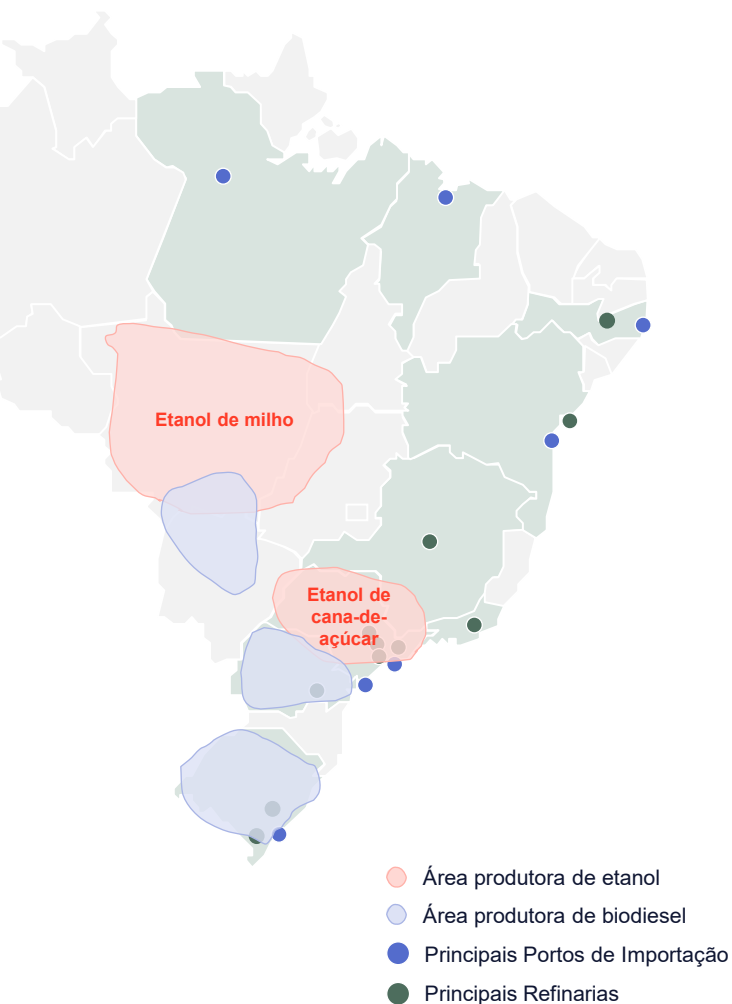 Etanol de milho
Etanol de
cana-de-
açúcar
Área produtora de etanol
Área produtora de biodiesel
Principais Portos de Importação
Principais Refinarias